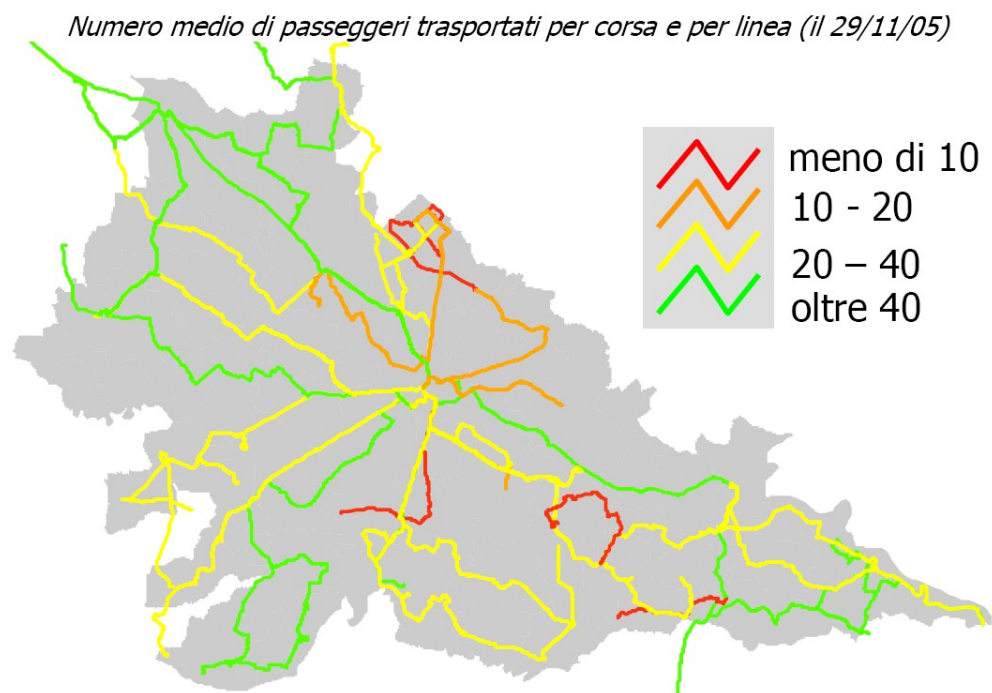 Numero medio di passeggeri trasportati per corsa e per linea (il 29/11/05)
meno di 10
10 - 20
20 – 40
oltre 40